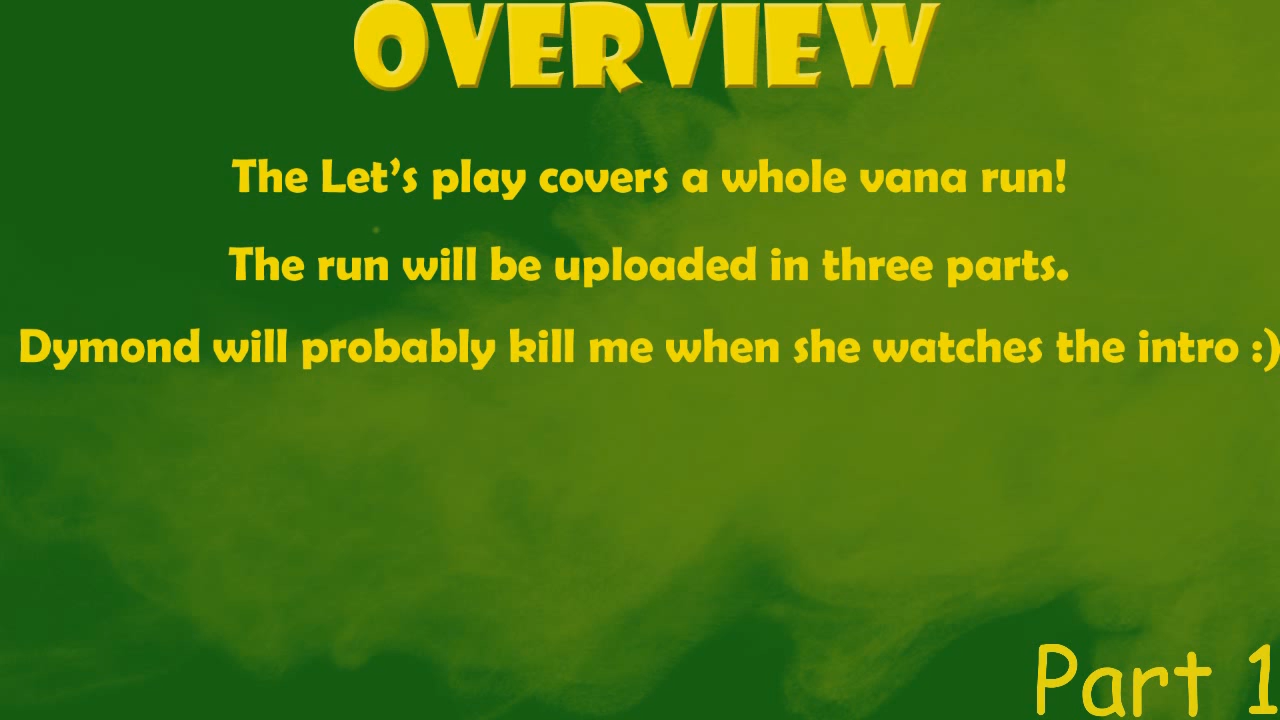 OVERVIEW
The Let’s play covers a whole vana run!
The run will be uploaded in three parts.
Dymond will probably kill me when she watches the intro :)
Part 1